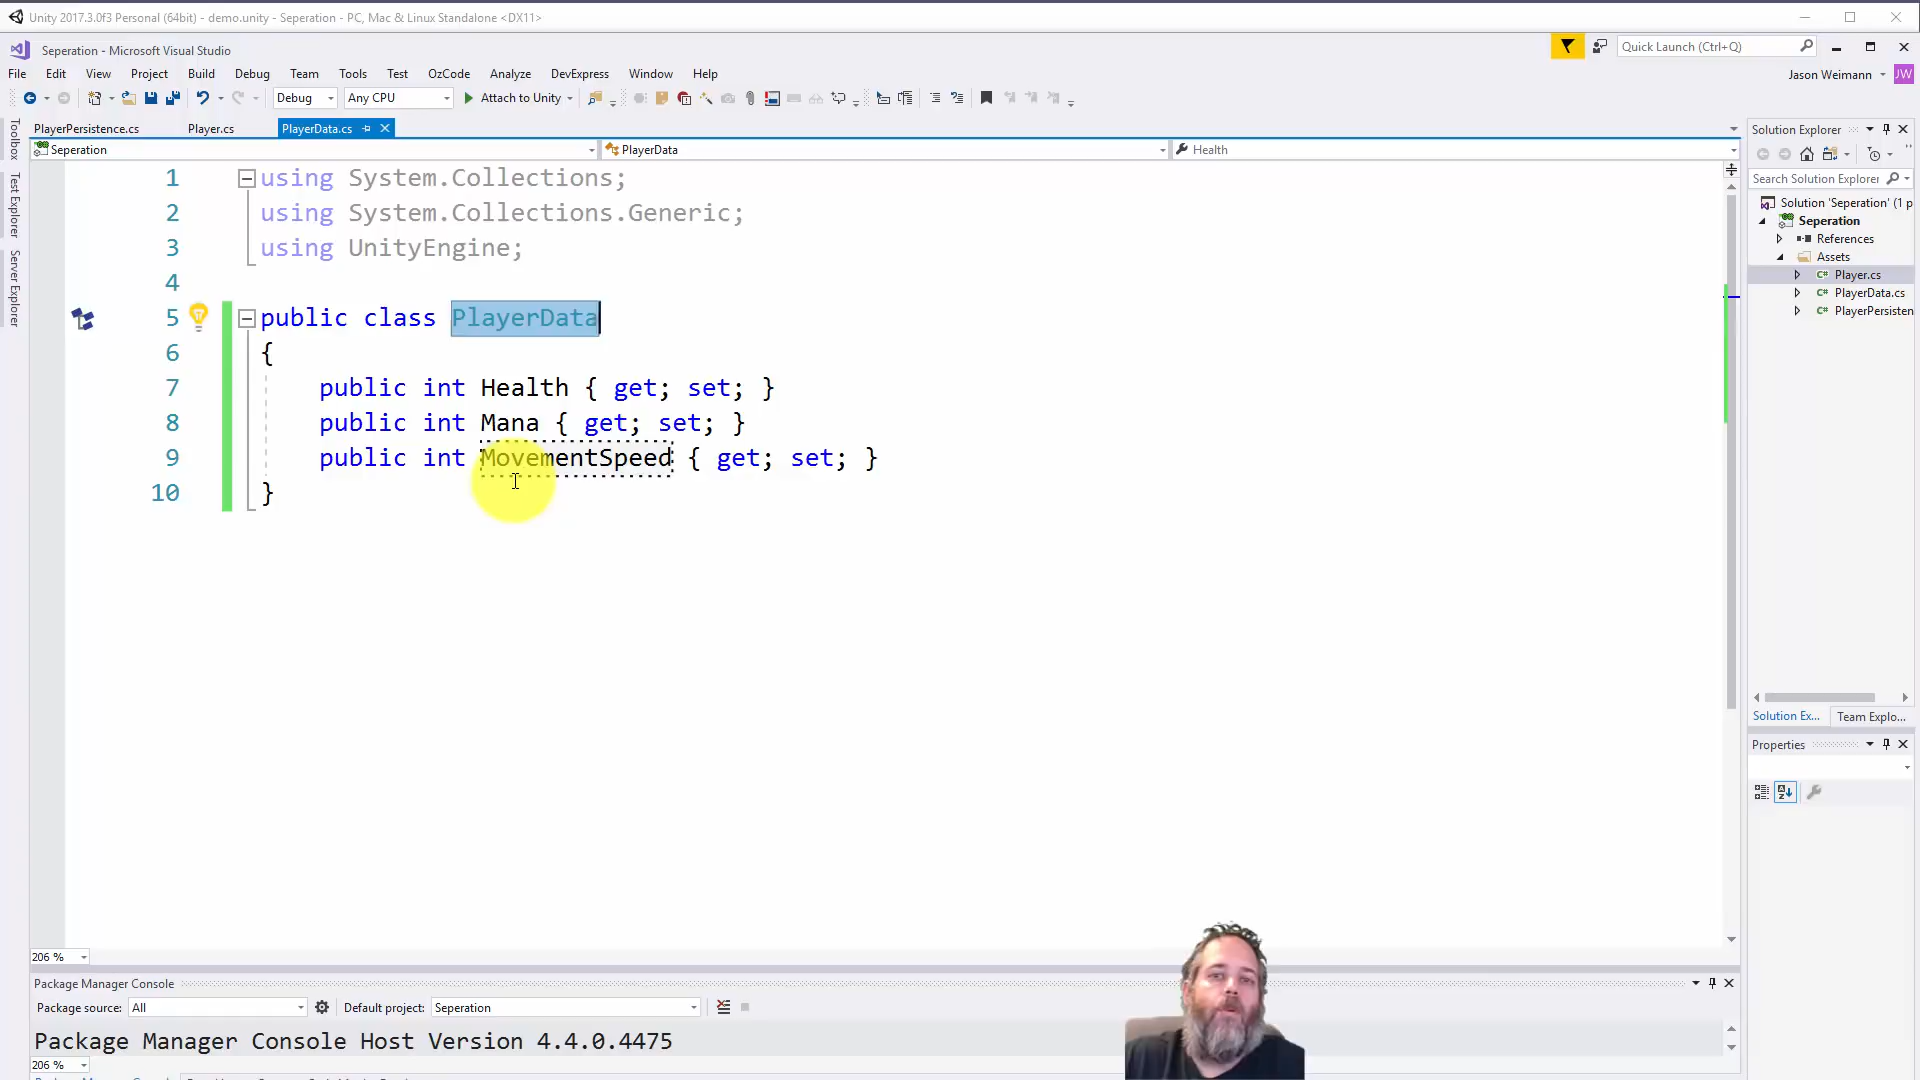 Unity 2017.3.0f3 Personal (64bit) - demo.unity - Seperation - PC, Mac & Linux Standalone <DX11>
Seperation - Microsoft Visual Studio
Quick Launch (Ctrl+Q)
File Edit View Project Build Debug Team Tools Test OzCode Analyze DevExpress Window Help
Jason Weimann JW
Debug Any CPU Attach to Unity
PlayerPersistence.cs Player.cs PlayerData.cs
Seperation PlayerData Health
Toolbox
Test Explorer
Server Explorer
1 using System.Collections;
2 using System.Collections.Generic;
3 using UnityEngine;
4
5 public class PlayerData
6 {
7 public int Health { get; set; }
8 public int Mana { get; set; }
9 public int MovementSpeed { get; set; }
10 }
Solution Explorer
Search Solution Explorer
Solution 'Seperation' (1 p
Seperation
References
Assets
C# Player.cs
C# PlayerData.cs
C# PlayerPersisten
Solution Ex... Team Explo...
Properties
206 %
Package Manager Console
Package source: All Default project: Seperation
Package Manager Console Host Version 4.4.0.4475
206 %